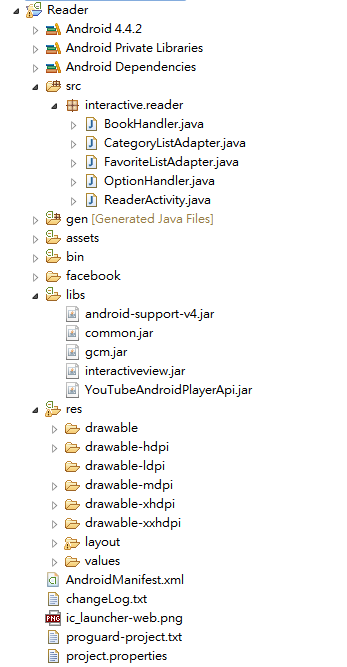 Reader
Android 4.4.2
Android Private Libraries
Android Dependencies
src
interactive.reader
BookHandler.java
CategoryListAdapter.java
FavoriteListAdapter.java
OptionHandler.java
ReaderActivity.java
gen [Generated Java Files]
assets
bin
facebook
libs
android-support-v4.jar
common.jar
gcm.jar
interactiveview.jar
YouTubeAndroidPlayerApi.jar
res
drawable
drawable-hdpi
drawable-ldpi
drawable-mdpi
drawable-xhdpi
drawable-xxhdpi
layout
values
AndroidManifest.xml
changeLog.txt
ic_launcher-web.png
proguard-project.txt
project.properties